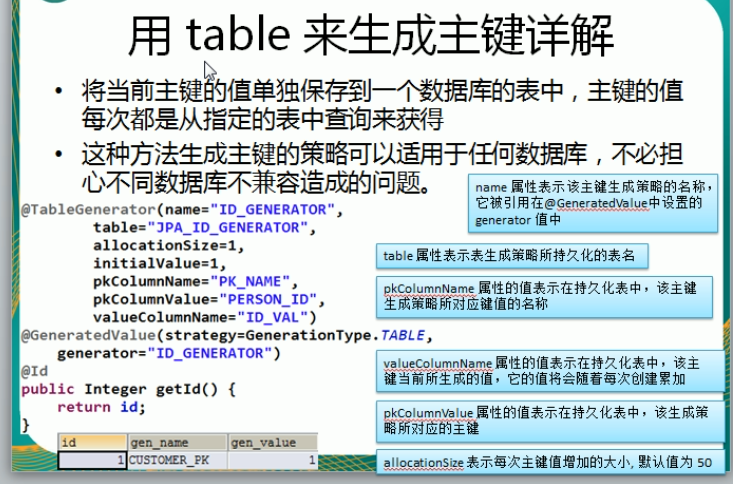 用 table 来生成主键详解
• 将当前主键的值单独保存到一个数据库的表中，主键的值
每次都是从指定的表中查询来获得
• 这种方法生成主键的策略可以适用于任何数据库，不必担
心不同数据库不兼容造成的问题。
name 属性表示该主键生成策略的名称，
它被引用在@GeneratedValue中设置的
generator 值中
@TableGenerator(name="ID_GENERATOR",
table="JPA_ID_GENERATOR",
allocationSize=1,
initialValue=1,
pkColumnName="PK_NAME",
pkColumnValue="PERSON_ID",
valueColumnName="ID_VAL")
@GeneratedValue(strategy=GenerationType.TABLE,
generator="ID_GENERATOR")
@Id
public Integer getId() {
return id;
}
table 属性表示表生成策略所持久化的表名
pkColumnName 属性的值表示在持久化表中，该主键
生成策略所对应键值的名称
valueColumnName 属性的值表示在持久化表中，该主
键当前所生成的值，它的值将会随着每次创建累加
pkColumnValue 属性的值表示在持久化表中，该生成策
略所对应的主键
allocationSize 表示每次主键值增加的大小, 默认值为 50
id gen_name gen_value
1 CUSTOMER_PK 1